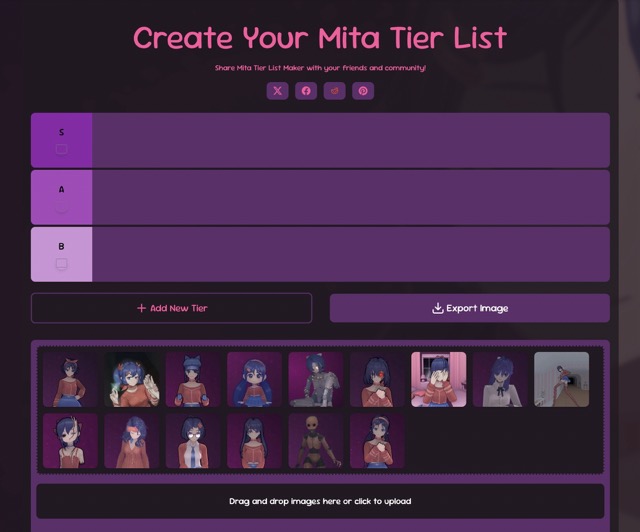 Create Your Mita Tier List
Share Mita Tier List Maker with your friends and community!
S
A
B
+ Add New Tier
Export Image
Drag and drop images here or click to upload